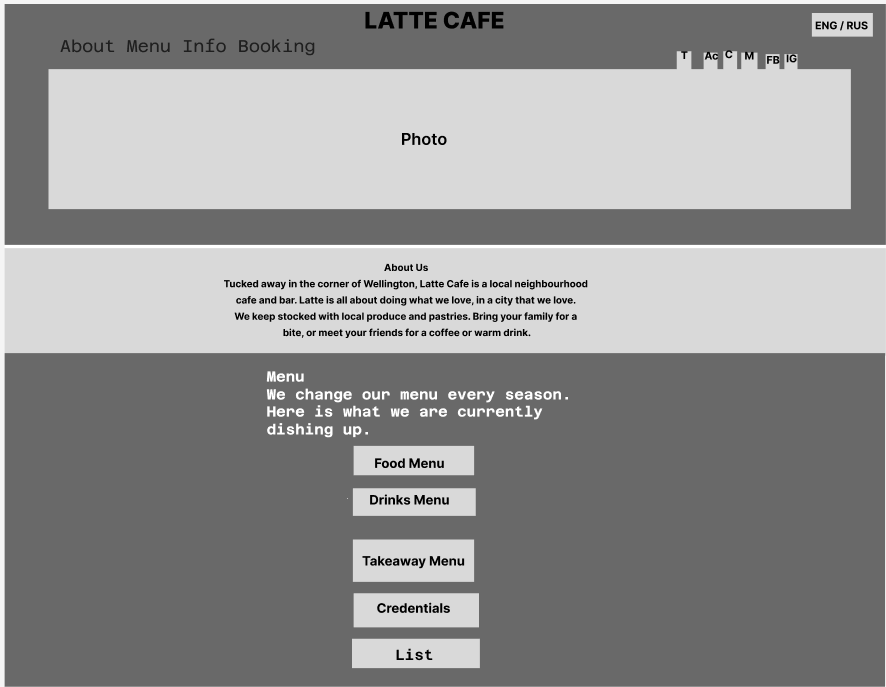 LATTE CAFE
ENG / RUS
About Menu Info Booking
T Ac C M FB IG
Photo
About Us
Tucked away in the corner of Wellington, Latte Cafe is a local neighbourhood
cafe and bar. Latte is all about doing what we love, in a city that we love.
We keep stocked with local produce and pastries. Bring your family for a
bite, or meet your friends for a coffee or warm drink.
Menu
We change our menu every season.
Here is what we are currently
dishing up.
Food Menu
Drinks Menu
Takeaway Menu
Credentials
List